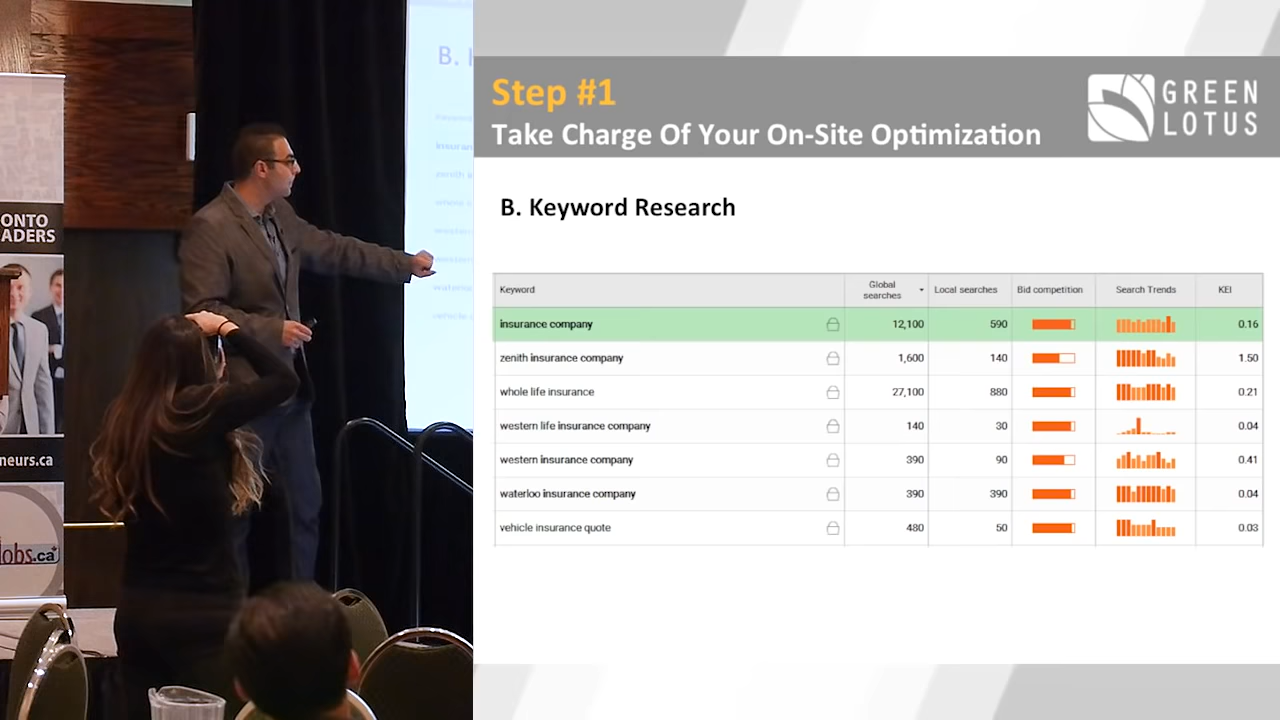 ONTO
ADERS
neurs.ca
obs.ca
B.
Step #1
Take Charge Of Your On-Site Optimization
GREEN
LOTUS
B. Keyword Research
Keyword Global searches Local searches Bid competition Search Trends KEI
insurance company 12,100 590 0.16
zenith insurance company 1,600 140 1.50
whole life insurance 27,100 880 0.21
western life insurance company 140 30 0.04
western insurance company 390 90 0.41
waterloo insurance company 390 390 0.04
vehicle insurance quote 480 50 0.03